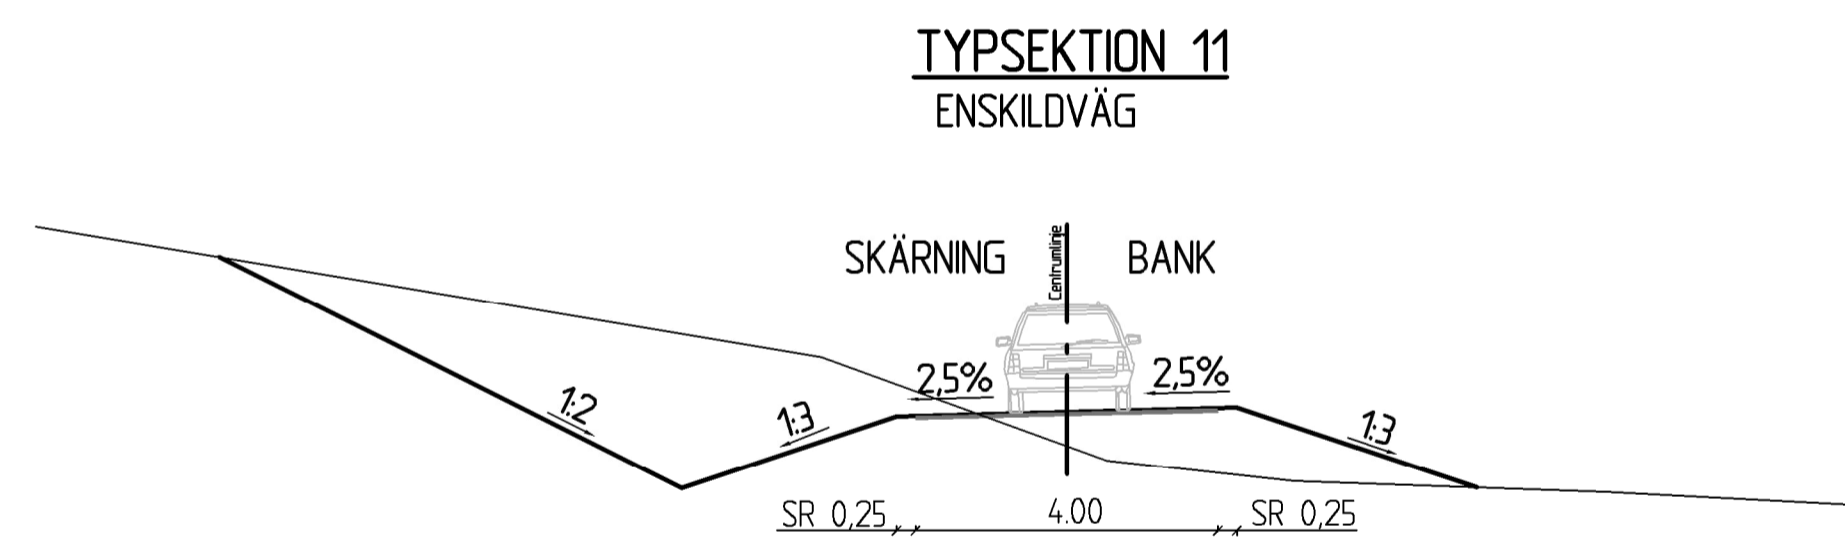 TYPSEKTION 11
ENSKILDVÄG
SKÄRNING
Centrumlinje
BANK
2,5%
2,5%
1:2
1:3
1:3
SR 0,25
4.00
SR 0,25